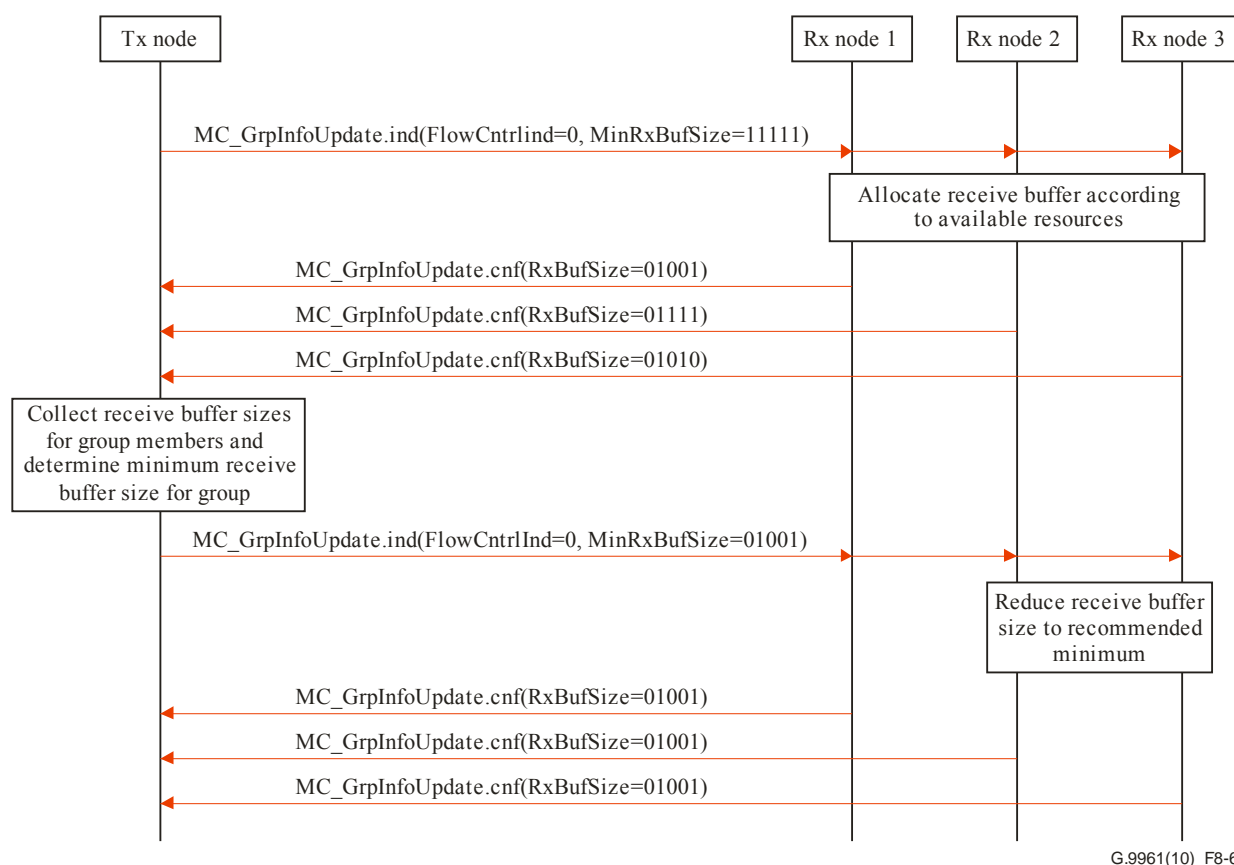 Tx node
Rx node 1
Rx node 2
Rx node 3
MC_GrpInfoUpdate.ind(FlowCntrlind=0, MinRxBufSize=11111)
Allocate receive buffer according
to available resources
MC_GrpInfoUpdate.cnf(RxBufSize=01001)
MC_GrpInfoUpdate.cnf(RxBufSize=01111)
MC_GrpInfoUpdate.cnf(RxBufSize=01010)
Collect receive buffer sizes
for group members and
determine minimum receive
buffer size for group
MC_GrpInfoUpdate.ind(FlowCntrlInd=0, MinRxBufSize=01001)
Reduce receive buffer
size to recommended
minimum
MC_GrpInfoUpdate.cnf(RxBufSize=01001)
MC_GrpInfoUpdate.cnf(RxBufSize=01001)
MC_GrpInfoUpdate.cnf(RxBufSize=01001)